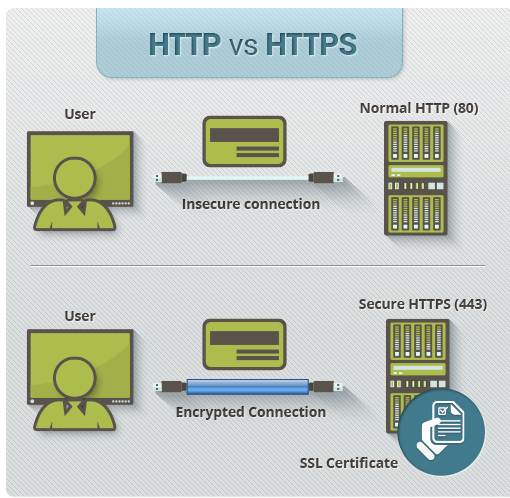 HTTP vs HTTPS
User
Normal HTTP (80)
Insecure connection
User
Secure HTTPS (443)
Encrypted Connection
SSL Certificate